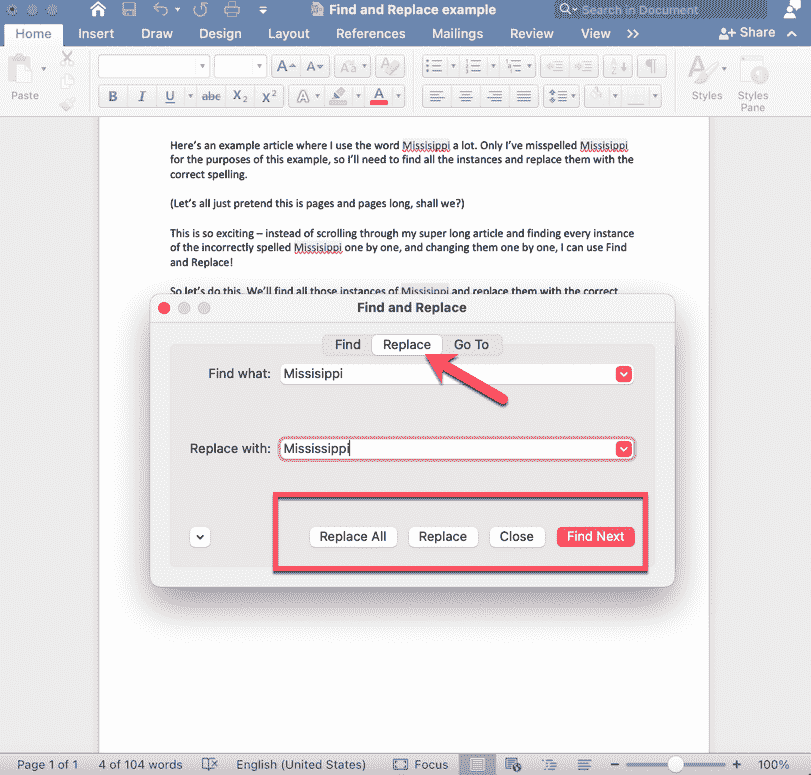 Find and Replace example
Search in Document
Home Insert Draw Design Layout References Mailings Review View >> Share
Paste
B I U abc X2 X2 A A
Aa
Styles Styles Pane
Here's an example article where I use the word Missisippi a lot. Only I've misspelled Missisippi
for the purposes of this example, so I'll need to find all the instances and replace them with the
correct spelling.
(Let's all just pretend this is pages and pages long, shall we?)
This is so exciting – instead of scrolling through my super long article and finding every instance
of the incorrectly spelled Missisippi one by one, and changing them one by one, I can use Find
and Replace!
So let's do this. We'll find all those instances of Missisippi and replace them with the correct
Find and Replace
Find Replace Go To
Find what: Missisippi
Replace with: Mississippi
Replace All Replace Close Find Next
Page 1 of 1 4 of 104 words English (United States) Focus 100%